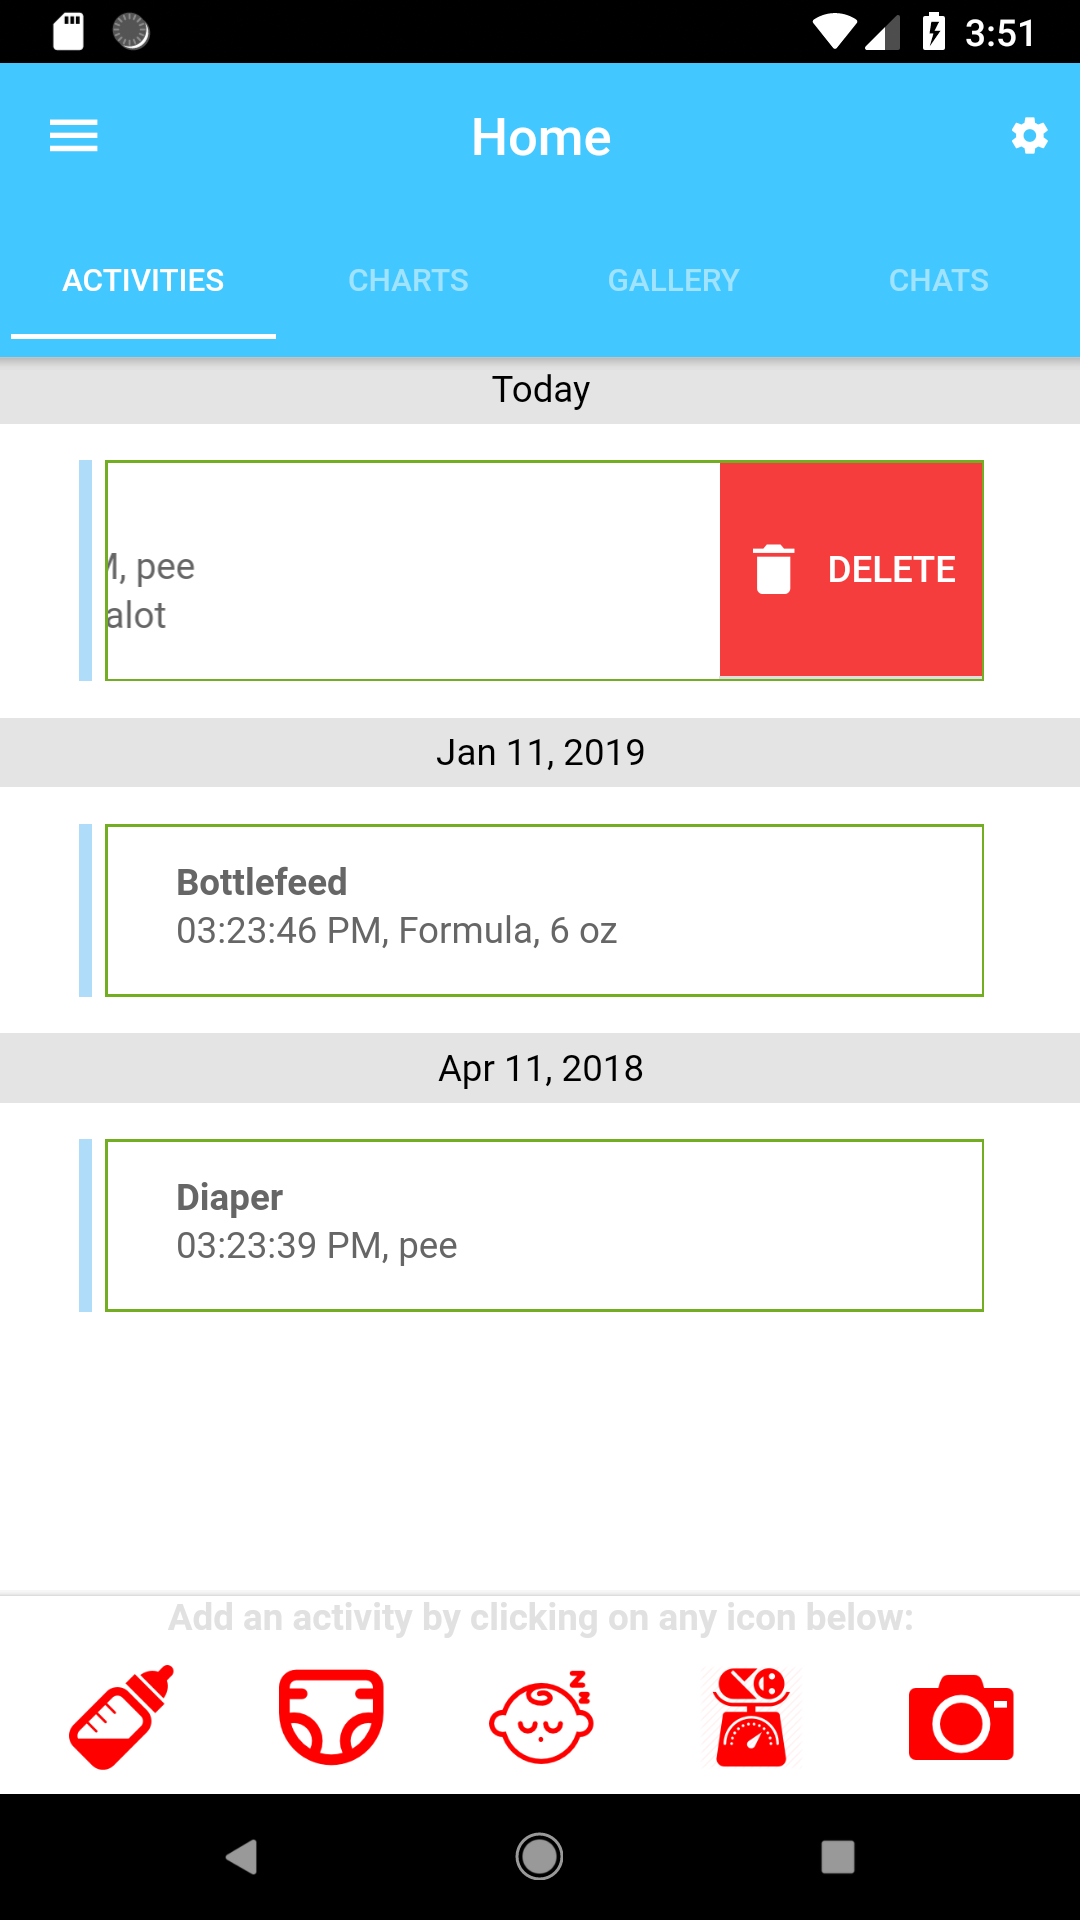 3:51
Home
ACTIVITIES CHARTS GALLERY CHATS
Today
, pee
alot
DELETE
Jan 11, 2019
Bottlefeed
03:23:46 PM, Formula, 6 oz
Apr 11, 2018
Diaper
03:23:39 PM, pee
Add an activity by clicking on any icon below: